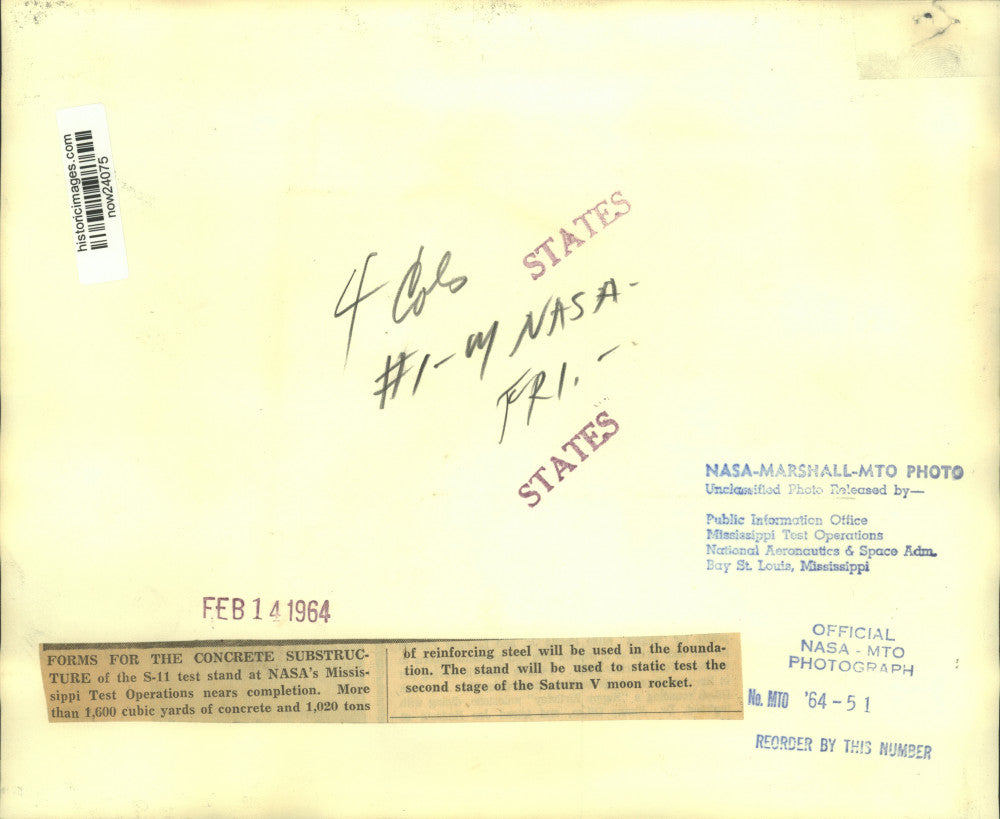 historicimages.com
now24075
STATES
4 Cols
#1-m NASA-
FRI. -
STATES
NASA-MARSHALL-MTO PHOTO
Unclassified Photo Released by—
Public Information Office
Mississippi Test Operations
National Aeronautics & Space Adm.
Bay St. Louis, Mississippi
FEB 14 1964
FORMS FOR THE CONCRETE SUBSTRUC-
TURE of the S-11 test stand at NASA's Missis-
sippi Test Operations nears completion. More
than 1,600 cubic yards of concrete and 1,020 tons
of reinforcing steel will be used in the founda-
tion. The stand will be used to static test the
second stage of the Saturn V moon rocket.
OFFICIAL
NASA - MTO
PHOTOGRAPH
No. MTO '64-51
REORDER BY THIS NUMBER